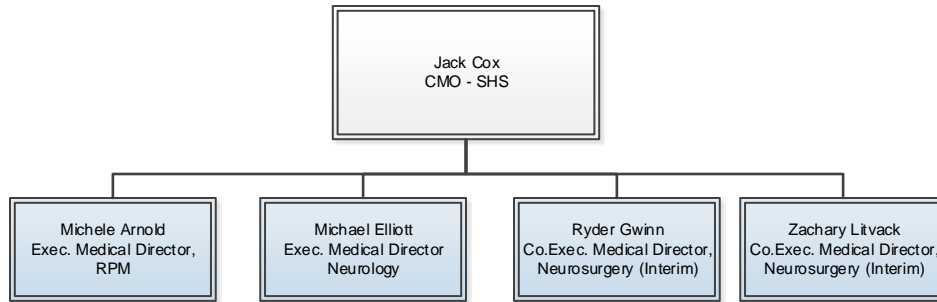 Jack Cox
CMO - SHS
Michele Arnold
Exec. Medical Director,
RPM
Michael Elliott
Exec. Medical Director
Neurology
Ryder Gwinn
Co.Exec. Medical Director,
Neurosurgery (Interim)
Zachary Litvack
Co.Exec. Medical Director,
Neurosurgery (Interim)